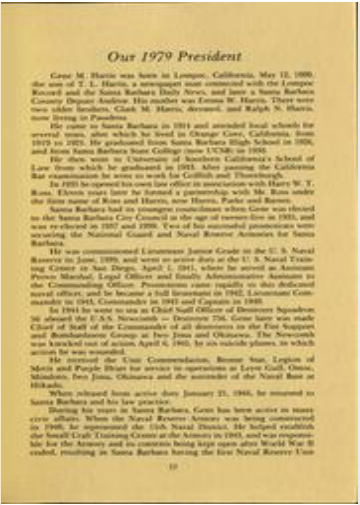 Our 1979 President
Gene M. Harris was born in Lompoc, California, May 12, 1909,
the son of T. L. Harris, a newspaper man connected with the Lompoc
Record and the Santa Barbara Daily News, and later a Santa Barbara
County Deputy Auditor. His mother was Emma W. Harris. There were
two older brothers, Clark M. Harris, deceased, and Ralph N. Harris,
now living in Pasadena.
He came to Santa Barbara in 1914 and attended local schools for
several years, after which he lived in Orange Cove, California, from
1919 to 1921. He graduated from Santa Barbara High School in
and from Santa Barbara State College (now UCSB) in 1930.
He then went to University of Southern California's School of
Law from which he graduated in 1933. After passing the California
Bar examination he went to work for Griffith and Thornburgh.
In 1935 he opened his own law office in association with Harry W. T.
Ross. Eleven years later he formed a partnership with Mr. Ross under
the firm name of Ross and Harris, now Harris, Parke and Barnes.
Santa Barbara had its youngest councilman when Gene was elected
to the Santa Barbara City Council at the age of twenty-five in 1935, and
was re-elected in 1937 and 1939. Two of his successful promotions were
securing the National Guard and Naval Reserve Armories for Santa
Barbara.
He was commissioned Lieutenant Junior Grade in the U. S. Naval
Reserve in June, 1939, and went to active duty at the U. S. Naval Train-
ing Center in San Diego, April 1, 1941, where he served as Assistant
Provost Marshal, Legal Officer and finally Administrative Assistant to
the Commanding Officer. Promotions came rapidly to this dedicated
naval officer, and he became a full lieutenant in 1942, Lieutenant Com-
mander in 1943, Commander in 1945 and Captain in
In 1944 he went to sea as Chief Staff Officer of Destroyer Squadron
56 aboard the U.S.S. Newcomb — Destroyer 586. Gene later was made
Chief of Staff of the Commander of all destroyers in the Fire Support
and Bombardment Group at Iwo Jima and Okinawa. The Newcomb
was knocked out of action, April 6, 1945, by six suicide planes, in which
action he was wounded.
He received the Unit Commendation, Bronze Star, Legion of
Merit and Purple Heart for service in operations at Leyte Gulf, Ormoc,
Mindoro, Iwo Jima, Okinawa and the surrender of the Naval Base at
When released from active duty January 21, 1946, he returned to
Santa Barbara and his law practice.
During his years in Santa Barbara, Gene has been active in many
civic affairs. When the Naval Reserve Armory was being constructed
in 1940, he represented the 11th Naval District. He helped establish
the Small Craft Training Center at the Armory in 1941, and was responsi-
ble for the Armory and its contents being kept open after World War II
ended, resulting in Santa Barbara having the first Naval Reserve Unit